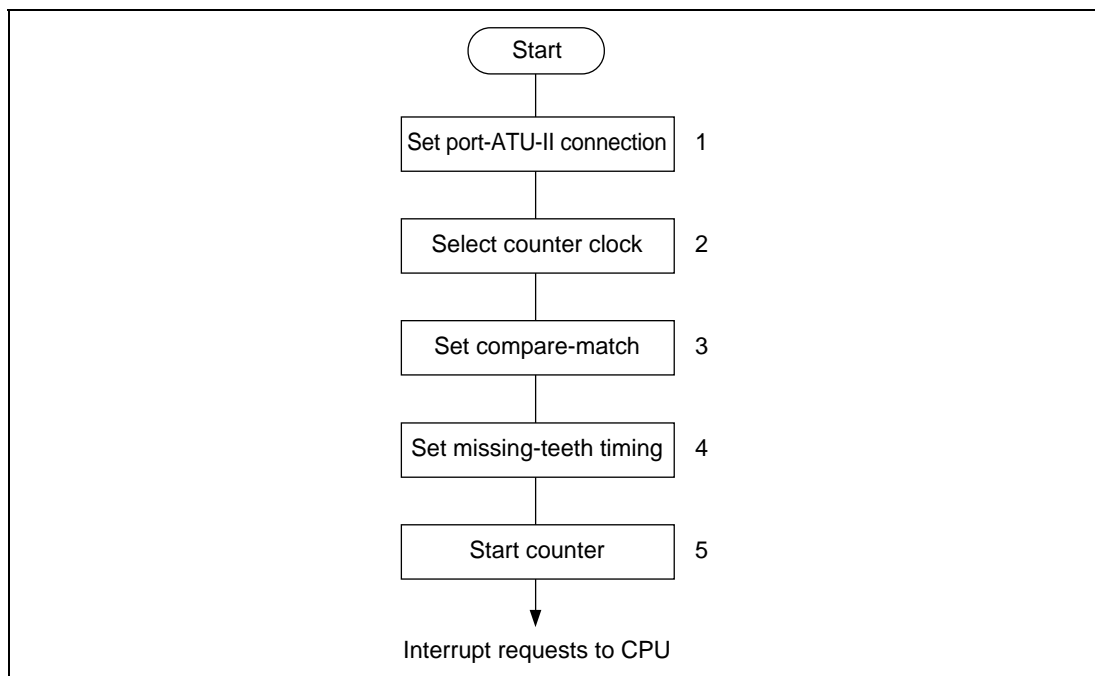 Start
Set port-ATU-II connection 1
Select counter clock 2
Set compare-match 3
Set missing-teeth timing 4
Start counter 5
Interrupt requests to CPU